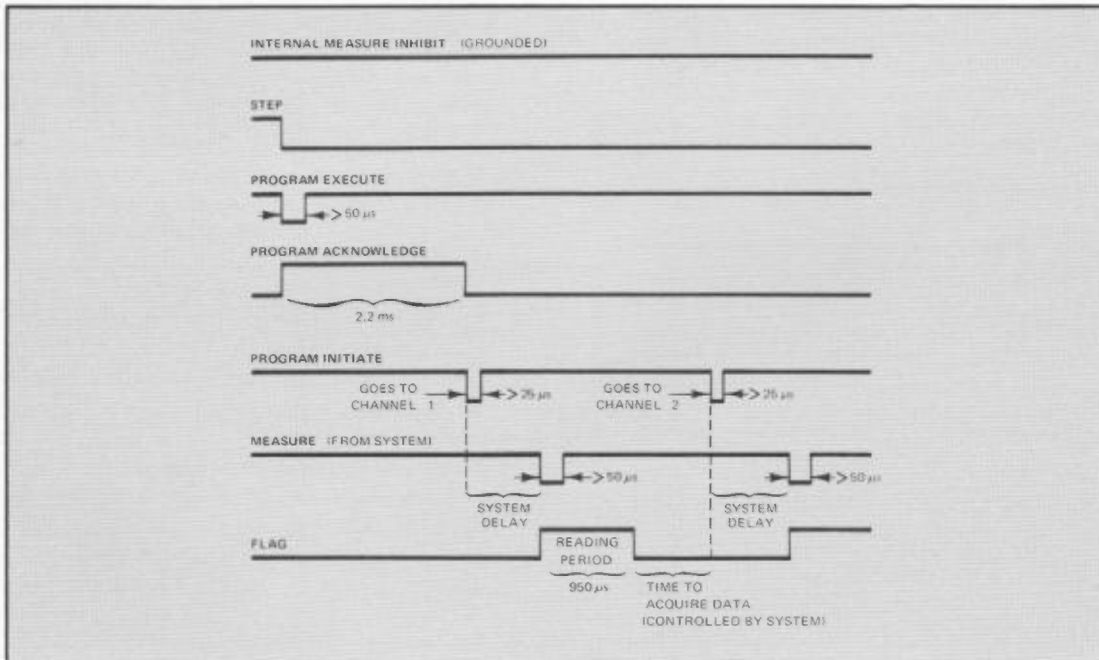 INTERNAL MEASURE INHIBIT (GROUNDED)
STEP
PROGRAM EXECUTE
> 50 µs
PROGRAM ACKNOWLEDGE
2.2 ms
PROGRAM INITIATE
GOES TO
CHANNEL 1
> 25 µs
GOES TO
CHANNEL 2
> 25 µs
MEASURE (FROM SYSTEM)
> 50 µs
> 50 µs
SYSTEM
DELAY
SYSTEM
DELAY
FLAG
READING
PERIOD
950 µs
TIME TO
ACQUIRE DATA
(CONTROLLED BY SYSTEM)